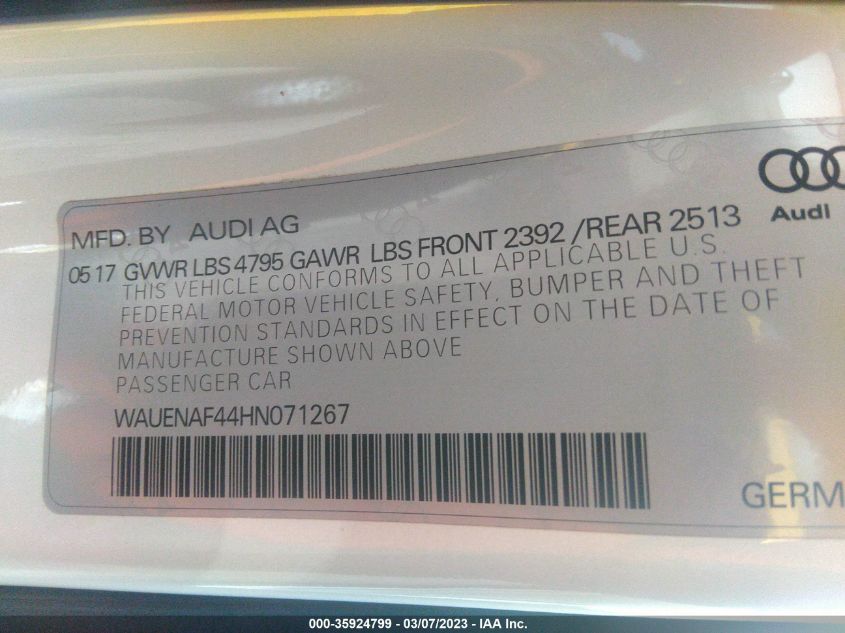 Audi
MFD. BY AUDI AG
05 17 GVWR LBS 4795 GAWR LBS FRONT 2392 /REAR 2513
THIS VEHICLE CONFORMS TO ALL APPLICABLE U.S.
FEDERAL MOTOR VEHICLE SAFETY, BUMPER AND THEFT
PREVENTION STANDARDS IN EFFECT ON THE DATE OF
MANUFACTURE SHOWN ABOVE
PASSENGER CAR
WAUENAF44HN071267
GERM
000-35924799 - 03/07/2023 - IAA Inc.